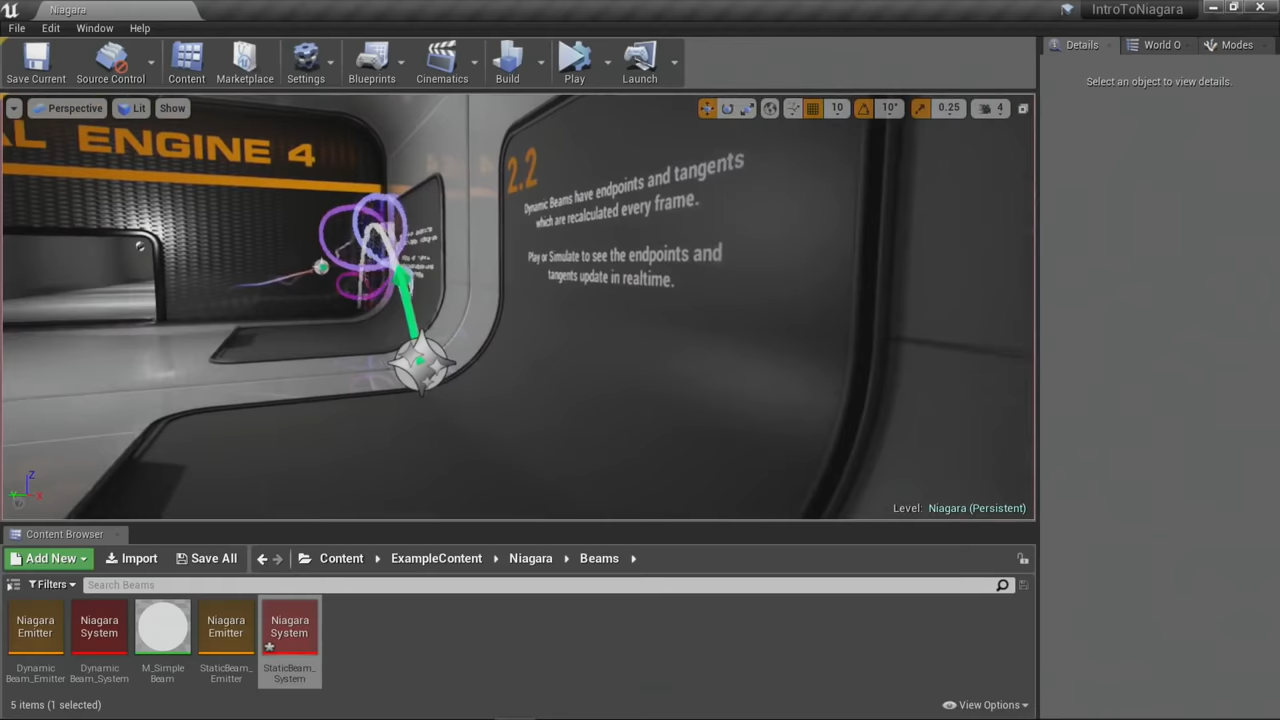 Niagara
IntroToNiagara
File Edit Window Help
Details World O Modes
Save Current Source Control Content Marketplace Settings Blueprints Cinematics Build Play Launch
Select an object to view details.
Perspective Lit Show 10 10° 0.25 4
AL ENGINE 4
2.2
Dynamic Beams have endpoints and tangents
which are recalculated every frame.
Play or Simulate to see the endpoints and
tangents update in realtime.
Z
Y X
Level: Niagara (Persistent)
Content Browser
Add New Import Save All Content ExampleContent Niagara Beams
Filters Search Beams
Niagara Emitter
Niagara System
Niagara Emitter
Niagara System
Dynamic Beam_Emitter
Dynamic Beam_System
M_Simple Beam
StaticBeam_ Emitter
StaticBeam_ System
5 items (1 selected)
View Options